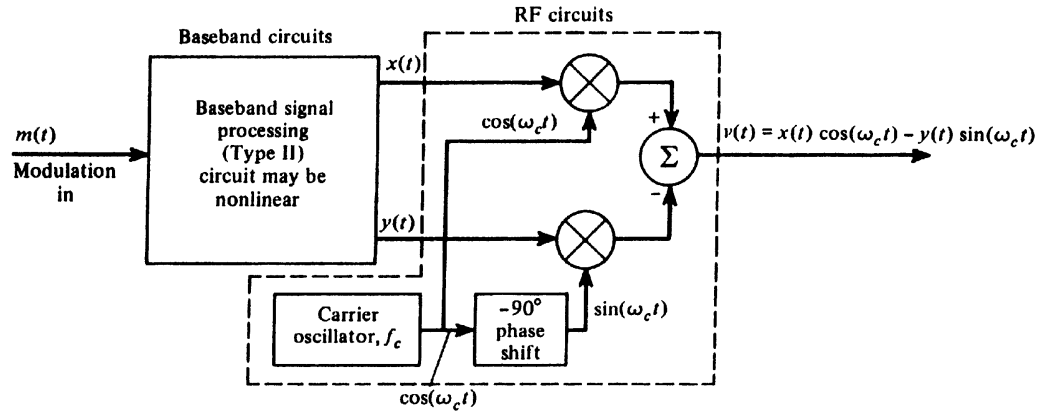 RF circuits
Baseband circuits
x(t)
Baseband signal
processing
(Type II)
circuit may be
nonlinear
m(t)
Modulation
in
cos(ω_c t)
+
Σ
-
v(t) = x(t) cos(ω_c t) - y(t) sin(ω_c t)
y(t)
Carrier
oscillator, f_c
-90°
phase
shift
sin(ω_c t)
cos(ω_c t)